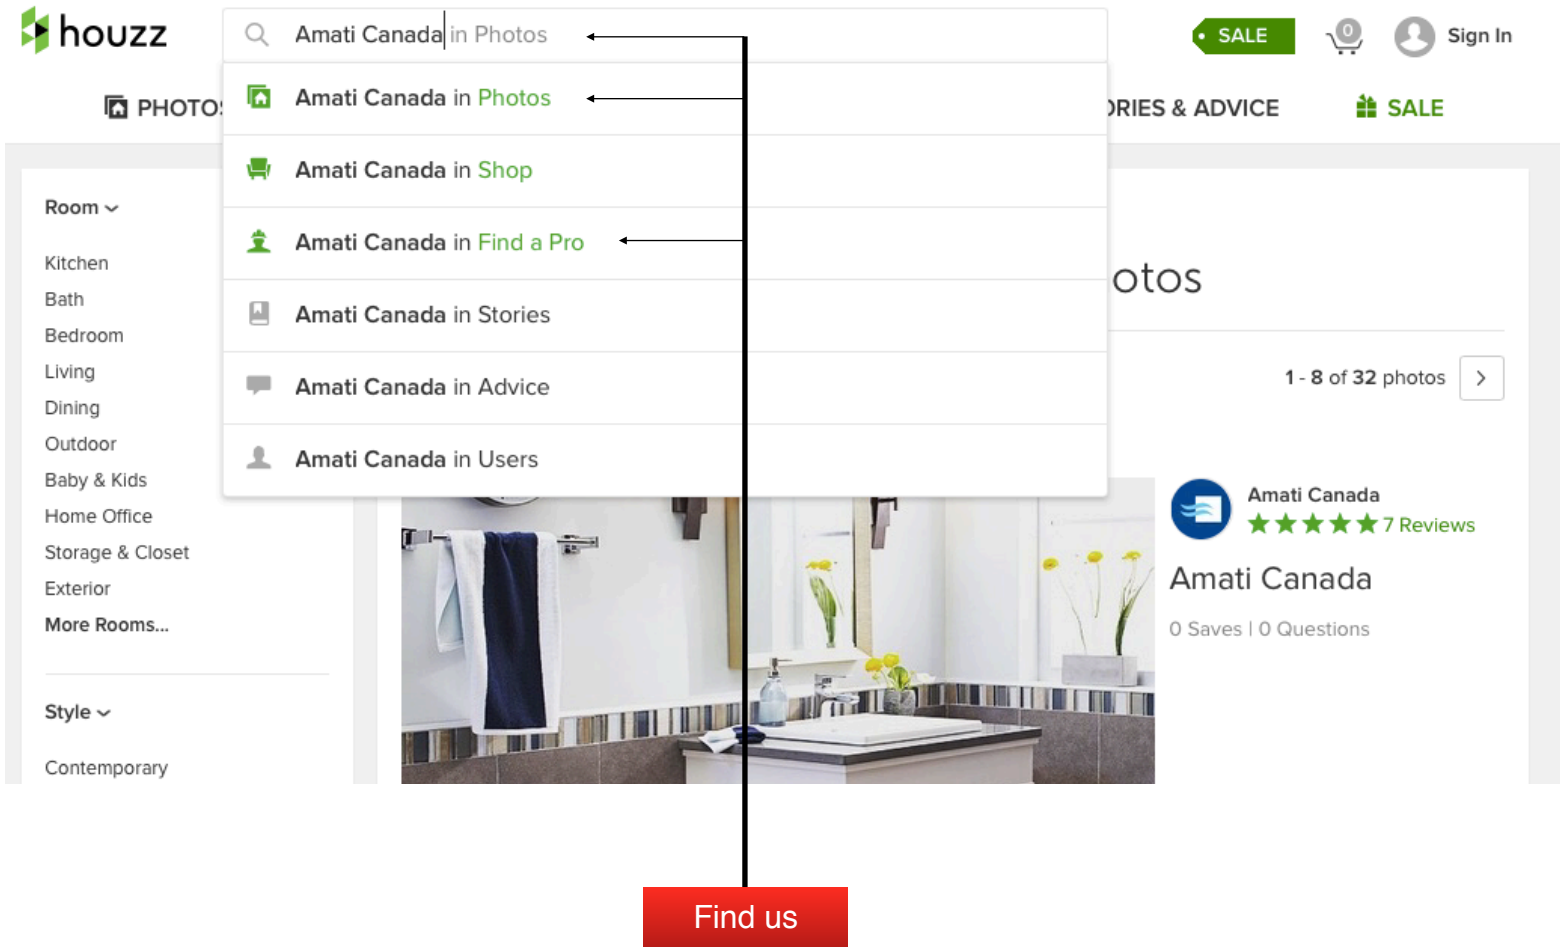 houzz
Amati Canada in Photos
SALE
0
Sign In
Amati Canada in Photos
Amati Canada in Shop
Amati Canada in Find a Pro
Amati Canada in Stories
Amati Canada in Advice
Amati Canada in Users
& ADVICE
SALE
Room
Kitchen
Bath
Bedroom
Living
Dining
Outdoor
Baby & Kids
Home Office
Storage & Closet
Exterior
More Rooms...
Style
Contemporary
1 - 8 of 32 photos
Amati Canada
7 Reviews
Amati Canada
0 Saves | 0 Questions
Find us